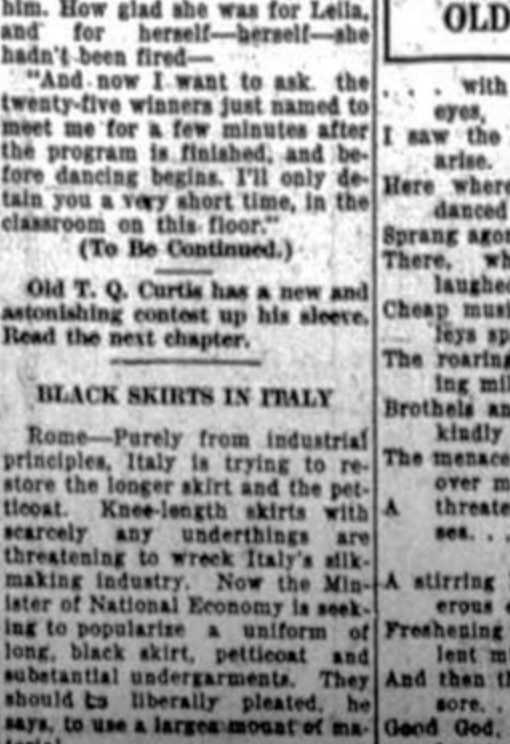 him. How glad she was for Leila,
and for herself—herself—she
hadn't been fired—
"And now I want to ask the
twenty-five winners just named to
meet me for a few minutes after
the program is finished, and be-
fore dancing begins. I'll only de-
tain you a very short time, in the
classroom on this floor."
(To Be Continued.)
Old T. Q. Curtis has a new and
astonishing contest up his sleeve.
Read the next chapter.
BLACK SKIRTS IN ITALY
Rome—Purely from industrial
principles, Italy is trying to re-
store the longer skirt and the pet-
ticoat. Knee-length skirts with
scarcely any underthings are
threatening to wreck Italy's silk-
making industry. Now the Min-
ister of National Economy is seek-
ing to popularize a uniform of
long, black skirt, petticoat and
substantial undergarments. They
should be liberally pleated, he
says, to use a large amount of ma-
OLD
. . . with
eyes,
I saw the
arise.
Here where
danced
Sprang agon
There, wh
laughed
Cheap musi
leys sp
The roaring
ing mil
Brothels an
kindly
The menace
over m
A threate
ses. . .
A stirring
erous
Freshening
lent m
And then th
sore. .
Good God,